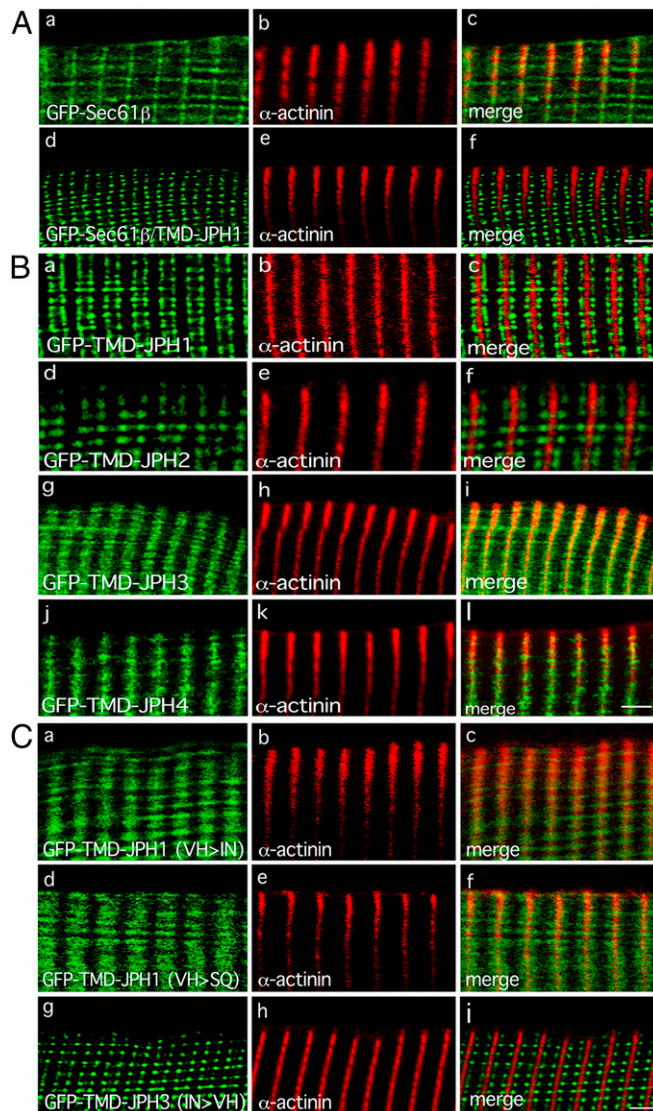 A
a
b
c
GFP-Sec61β
α-actinin
merge
d
e
f
GFP-Sec61β/TMD-JPH1
α-actinin
merge
B
a
b
c
GFP-TMD-JPH1
α-actinin
merge
d
e
f
GFP-TMD-JPH2
α-actinin
merge
g
h
i
GFP-TMD-JPH3
α-actinin
merge
j
k
l
GFP-TMD-JPH4
α-actinin
merge
C
a
b
c
GFP-TMD-JPH1 (VH>IN)
α-actinin
merge
d
e
f
GFP-TMD-JPH1 (VH>SQ)
α-actinin
merge
g
h
i
GFP-TMD-JPH3 (IN>VH)
α-actinin
merge